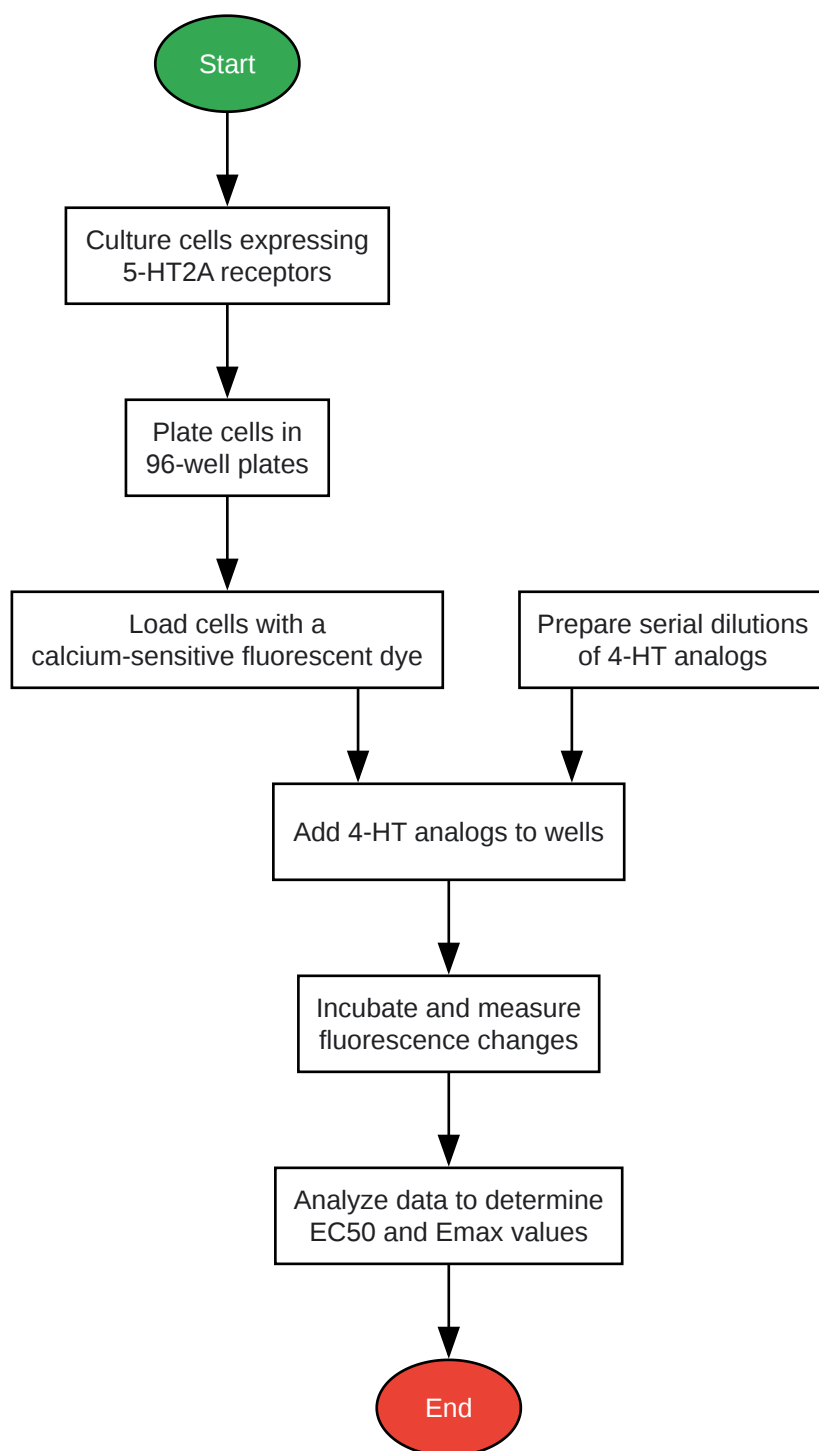 Start
Culture cells expressing
5-HT2A receptors
Plate cells in
96-well plates
Load cells with a
calcium-sensitive fluorescent dye
Prepare serial dilutions
of 4-HT analogs
Add 4-HT analogs to wells
Incubate and measure
fluorescence changes
Analyze data to determine
EC50 and Emax values
End